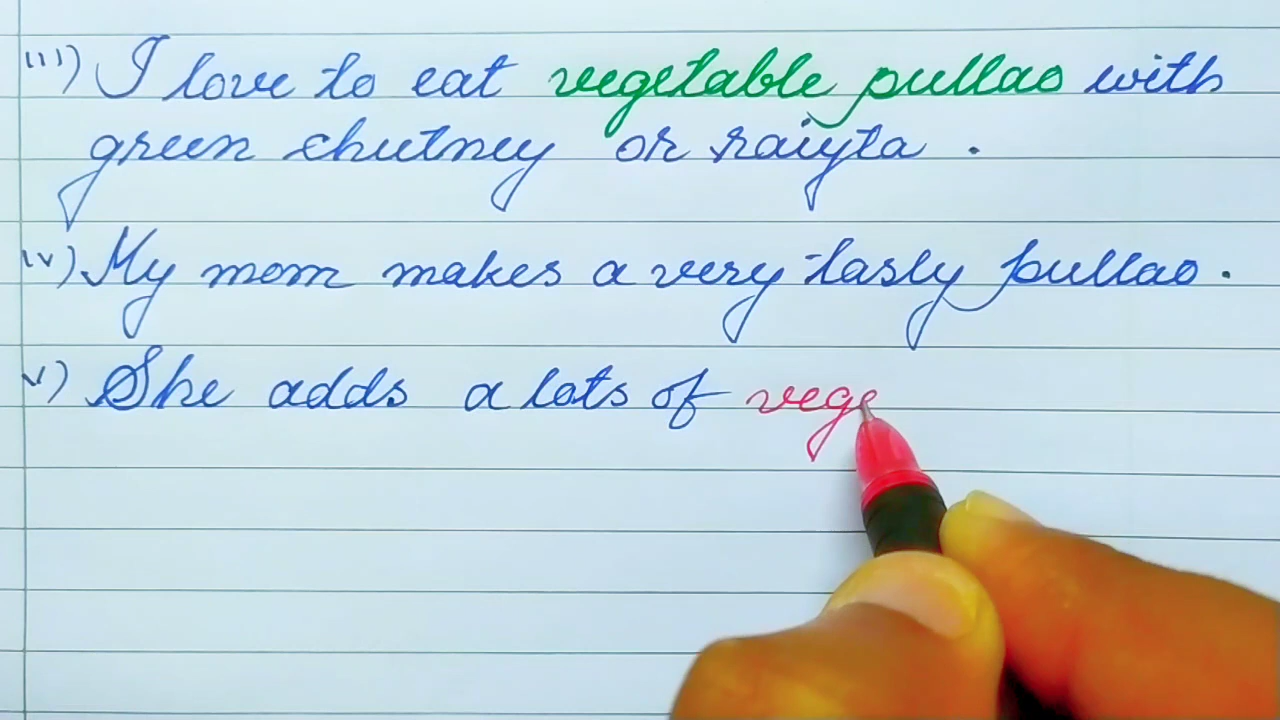 iii) I love to eat vegetable pullao with
green chutney or raiyta .
iv) My mom makes a very tasty pullao .
v) She adds a lots of vege